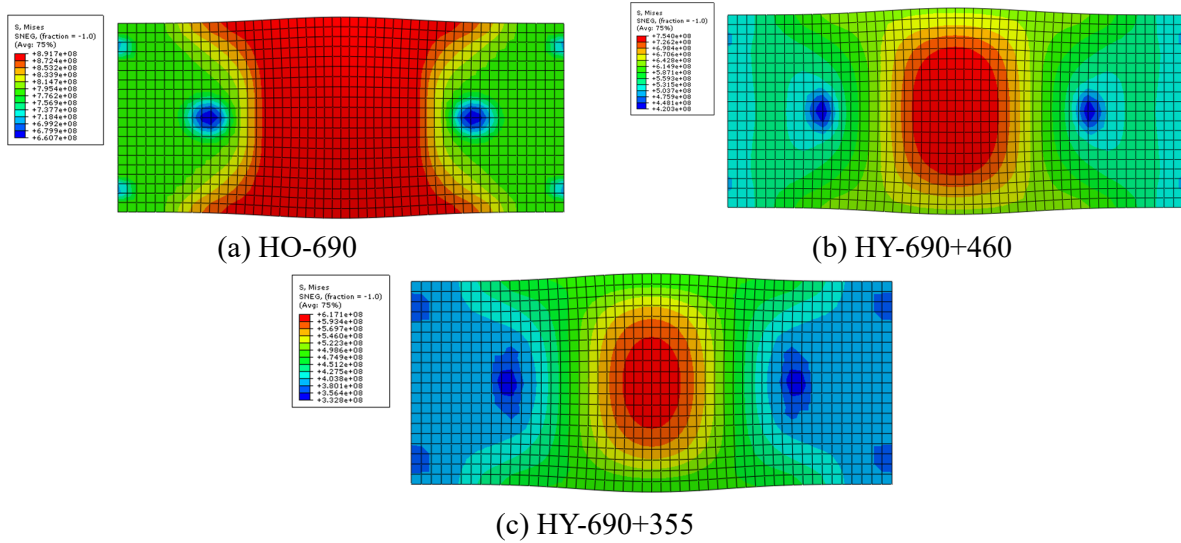 S, Mises
SNEG, (fraction = -1.0)
(Avg: 75%)
+8.917e+08
+8.724e+08
+8.532e+08
+8.339e+08
+8.147e+08
+7.954e+08
+7.762e+08
+7.569e+08
+7.377e+08
+7.184e+08
+6.992e+08
+6.799e+08
+6.607e+08
(a) HO-690
S, Mises
SNEG, (fraction = -1.0)
(Avg: 75%)
+7.540e+08
+7.262e+08
+6.984e+08
+6.706e+08
+6.428e+08
+6.149e+08
+5.871e+08
+5.593e+08
+5.315e+08
+5.037e+08
+4.759e+08
+4.481e+08
+4.203e+08
(b) HY-690+460
S, Mises
SNEG, (fraction = -1.0)
(Avg: 75%)
+6.171e+08
+5.934e+08
+5.697e+08
+5.460e+08
+5.223e+08
+4.986e+08
+4.749e+08
+4.512e+08
+4.275e+08
+4.038e+08
+3.801e+08
+3.564e+08
+3.328e+08
(c) HY-690+355